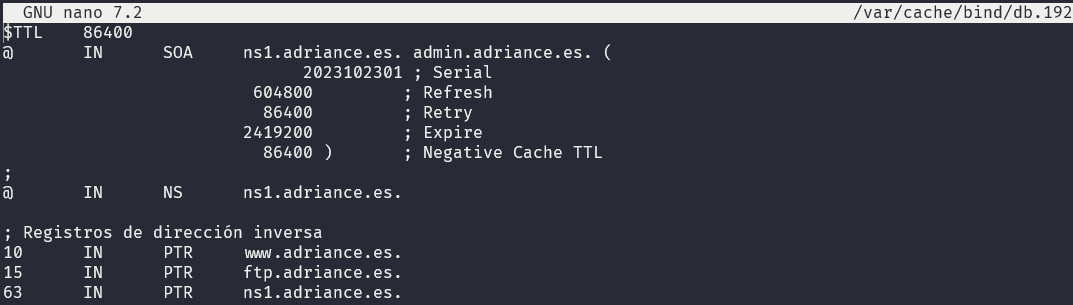 GNU nano 7.2 /var/cache/bind/db.192
$TTL 86400
@ IN SOA ns1.adriance.es. admin.adriance.es. (
2023102301 ; Serial
604800 ; Refresh
86400 ; Retry
2419200 ; Expire
86400 ) ; Negative Cache TTL
;
@ IN NS ns1.adriance.es.
; Registros de dirección inversa
10 IN PTR www.adriance.es.
15 IN PTR ftp.adriance.es.
63 IN PTR ns1.adriance.es.